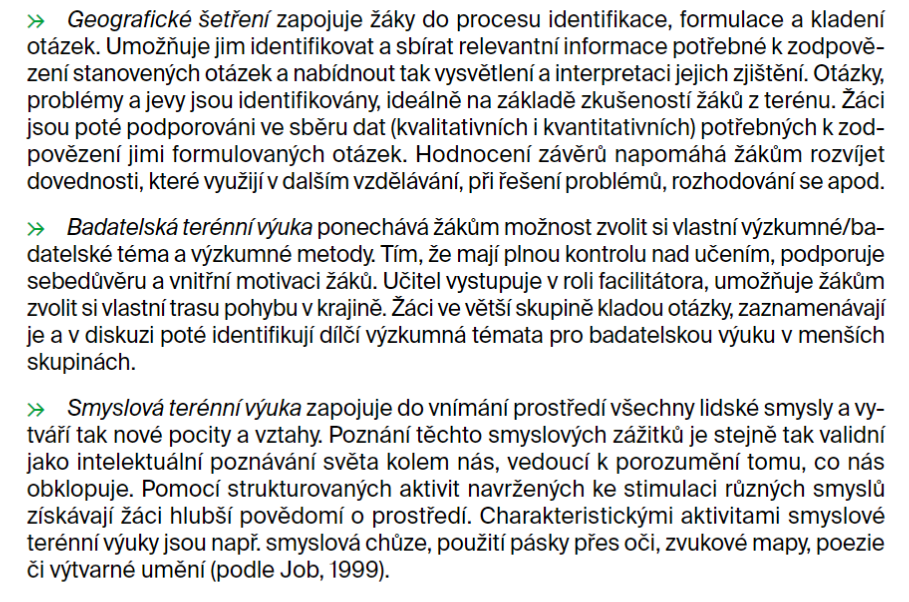 » Geografické šetření zapojuje žáky do procesu identifikace, formulace a kladení
otázek. Umožňuje jim identifikovat a sbírat relevantní informace potřebné k zodpově-
zení stanovených otázek a nabídnout tak vysvětlení a interpretaci jejich zjištění. Otázky,
problémy a jevy jsou identifikovány, ideálně na základě zkušeností žáků z terénu. Žáci
jsou poté podporováni ve sběru dat (kvalitativních i kvantitativních) potřebných k zod-
povězení jimi formulovaných otázek. Hodnocení závěrů napomáhá žákům rozvíjet
dovednosti, které využijí v dalším vzdělávání, při řešení problémů, rozhodování se apod.
» Badatelská terénní výuka ponechává žákům možnost zvolit si vlastní výzkumné/ba-
datelské téma a výzkumné metody. Tím, že mají plnou kontrolu nad učením, podporuje
sebedůvěru a vnitřní motivaci žáků. Učitel vystupuje v roli facilitátora, umožňuje žákům
zvolit si vlastní trasu pohybu v krajině. Žáci ve větší skupině kladou otázky, zaznamenávají
je a v diskuzi poté identifikují dílčí výzkumná témata pro badatelskou výuku v menších
skupinách.
» Smyslová terénní výuka zapojuje do vnímání prostředí všechny lidské smysly a vy-
tváří tak nové pocity a vztahy. Poznání těchto smyslových zážitků je stejně tak validní
jako intelektuální poznávání světa kolem nás, vedoucí k porozumění tomu, co nás
obklopuje. Pomocí strukturovaných aktivit navržených ke stimulaci různých smyslů
získávají žáci hlubší povědomí o prostředí. Charakteristickými aktivitami smyslové
terénní výuky jsou např. smyslová chůze, použití pásky přes oči, zvukové mapy, poezie
či výtvarné umění (podle Job, 1999).